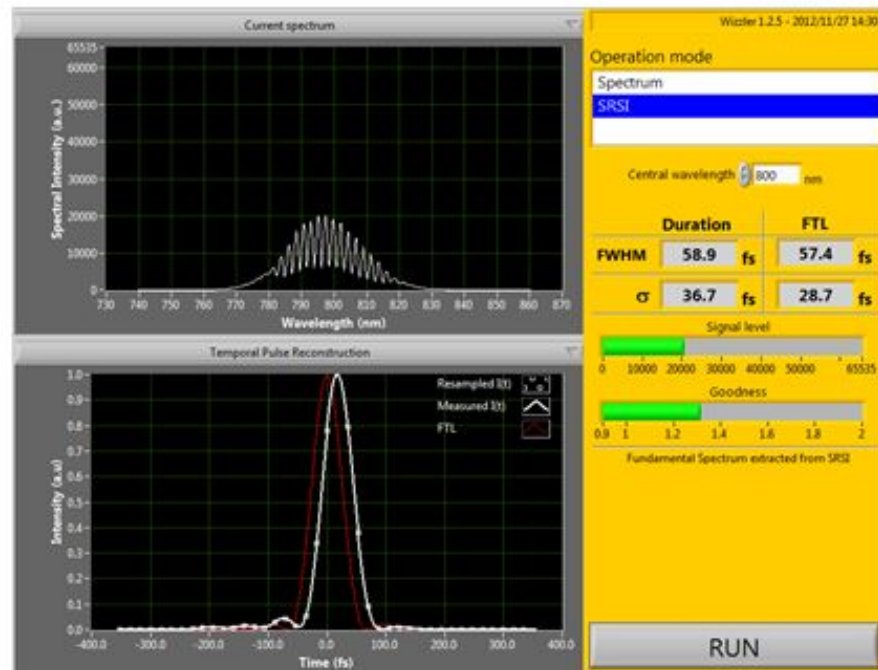 Current spectrum
Spectral Intensity (a.u.)
65535
60000
50000
40000
30000
20000
10000
0
730 740 750 760 770 780 790 800 810 820 830 840 850 860 870
Wavelength (nm)
Temporal Pulse Reconstruction
Intensity (a.u)
1.0
0.9
0.8
0.7
0.6
0.5
0.4
0.3
0.2
0.1
0.0
-400.0 -300.0 -200.0 -100.0 0.0 100.0 200.0 300.0 400.0
Time (fs)
Resampled I(t)
Measured I(t)
FTL
Wizzler 1.2.5 - 2012/11/27 14:30
Operation mode
Spectrum
SRSI
Central wavelength 800 nm
Duration FTL
FWHM 58.9 fs 57.4 fs
σ 36.7 fs 28.7 fs
Signal level
0 10000 20000 30000 40000 50000 65535
Goodness
0.9 1 1.2 1.4 1.6 1.8 2
Fundamental Spectrum extracted from SRSI
RUN